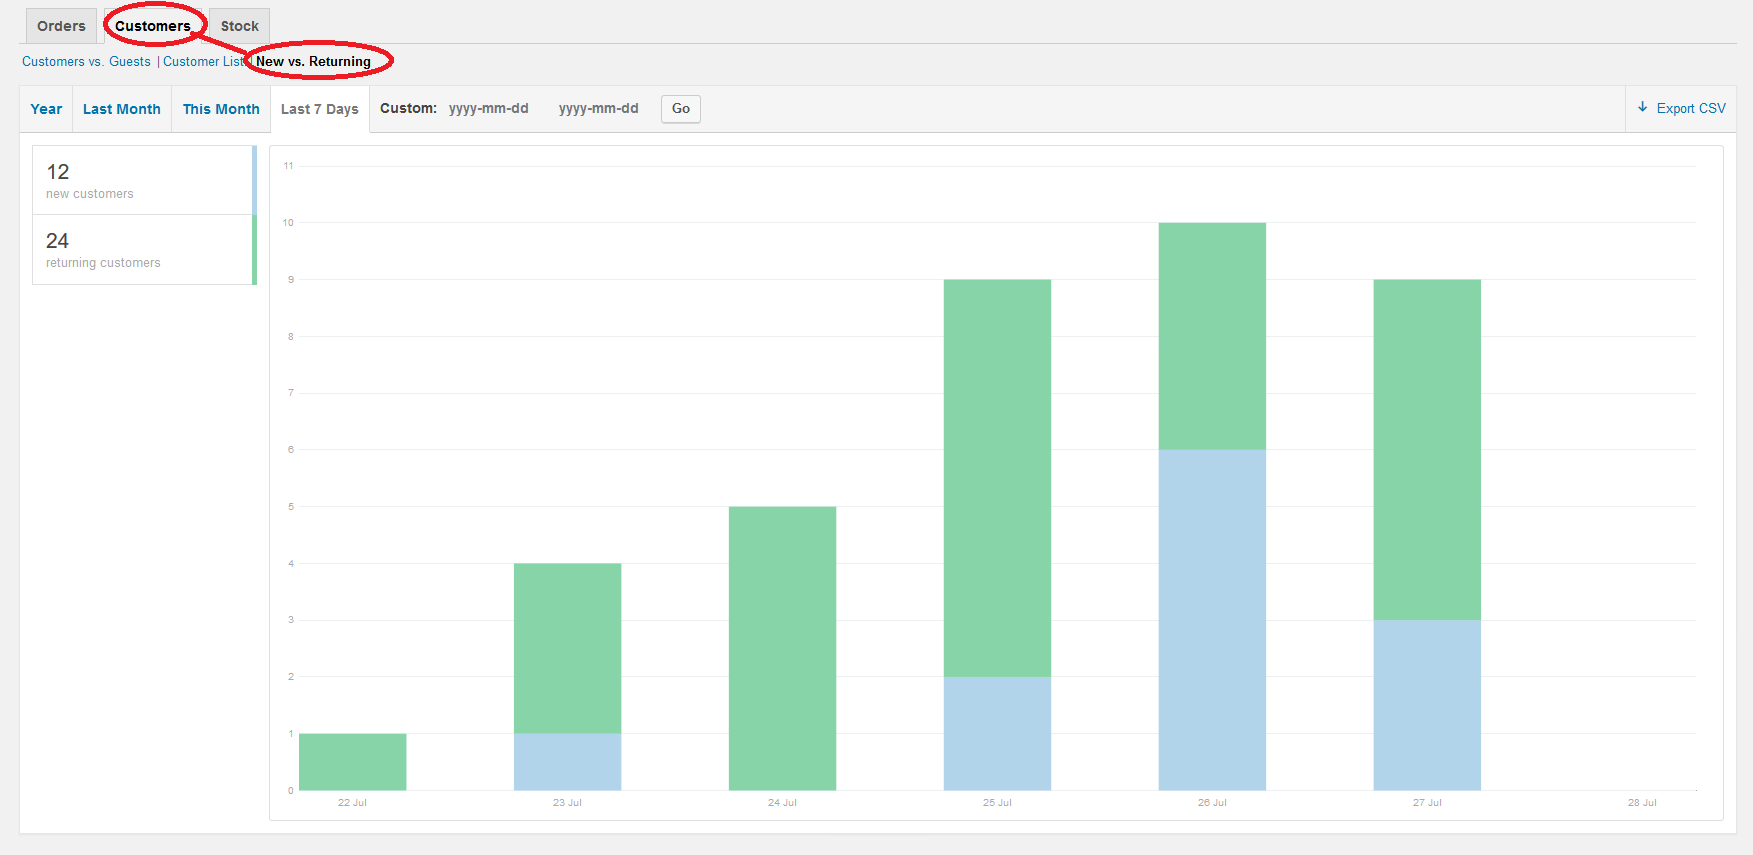 Orders Customers Stock
Customers vs. Guests | Customer List | New vs. Returning
Year Last Month This Month Last 7 Days Custom: yyyy-mm-dd yyyy-mm-dd Go Export CSV
12
new customers
24
returning customers
11
10
9
8
7
6
5
4
3
2
1
0
22 Jul 23 Jul 24 Jul 25 Jul 26 Jul 27 Jul 28 Jul